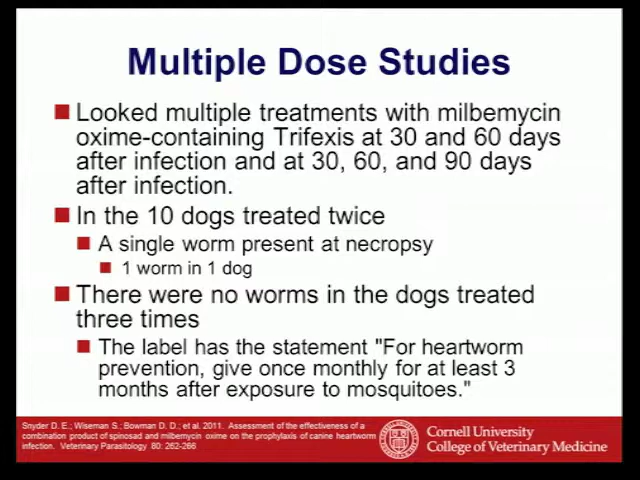 Multiple Dose Studies
Looked multiple treatments with milbemycin
oxime-containing Trifexis at 30 and 60 days
after infection and at 30, 60, and 90 days
after infection.
In the 10 dogs treated twice
A single worm present at necropsy
1 worm in 1 dog
There were no worms in the dogs treated
three times
The label has the statement "For heartworm
prevention, give once monthly for at least 3
months after exposure to mosquitoes."
Snyder D. E.; Wiseman S.; Bowman D. D.; et al. 2011. Assessment of the effectiveness of a
combination product of spinosad and milbemycin oxime on the prophylaxis of canine heartworm
infection. Veterinary Parasitology 80: 262-266
Cornell University
College of Veterinary Medicine